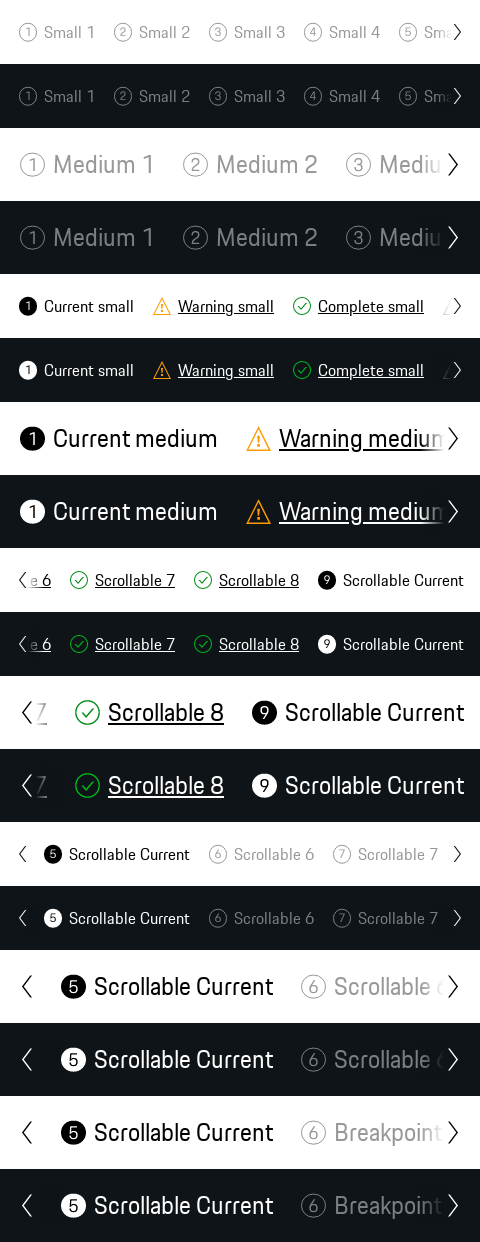 1 Small 1 2 Small 2 3 Small 3 4 Small 4 5 Sma
1 Small 1 2 Small 2 3 Small 3 4 Small 4 5 Sma
1 Medium 1 2 Medium 2 3 Mediu
1 Medium 1 2 Medium 2 3 Mediu
1 Current small Warning small Complete small
1 Current small Warning small Complete small
1 Current medium Warning medium
1 Current medium Warning medium
e 6 Scrollable 7 Scrollable 8 9 Scrollable Current
e 6 Scrollable 7 Scrollable 8 9 Scrollable Current
7 Scrollable 8 9 Scrollable Current
7 Scrollable 8 9 Scrollable Current
5 Scrollable Current 6 Scrollable 6 7 Scrollable 7
5 Scrollable Current 6 Scrollable 6 7 Scrollable 7
5 Scrollable Current 6 Scrollable 6
5 Scrollable Current 6 Scrollable 6
5 Scrollable Current 6 Breakpoint
5 Scrollable Current 6 Breakpoint